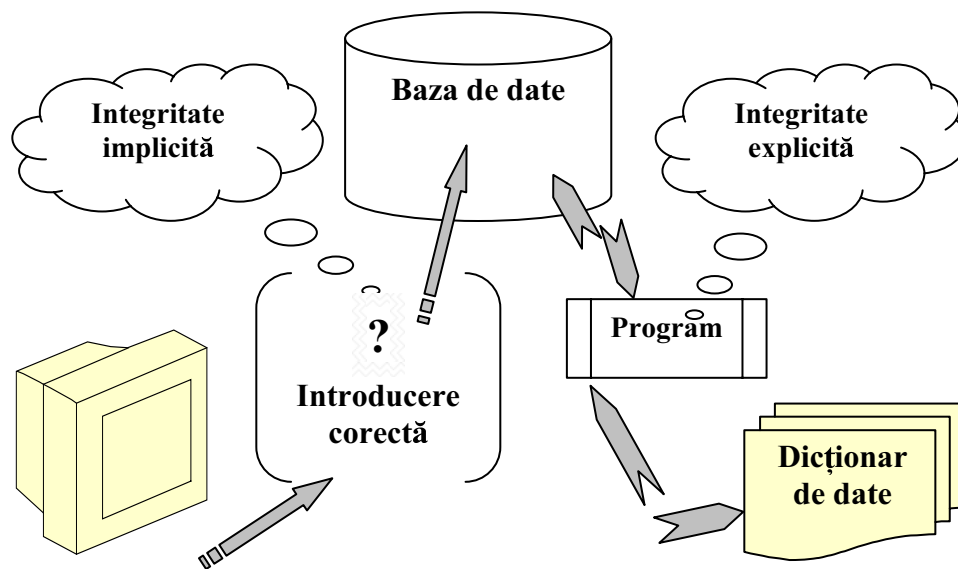 Baza de date
Integritate
implicită
Integritate
explicită
?
Introducere
corectă
Program
Dicționar
de date